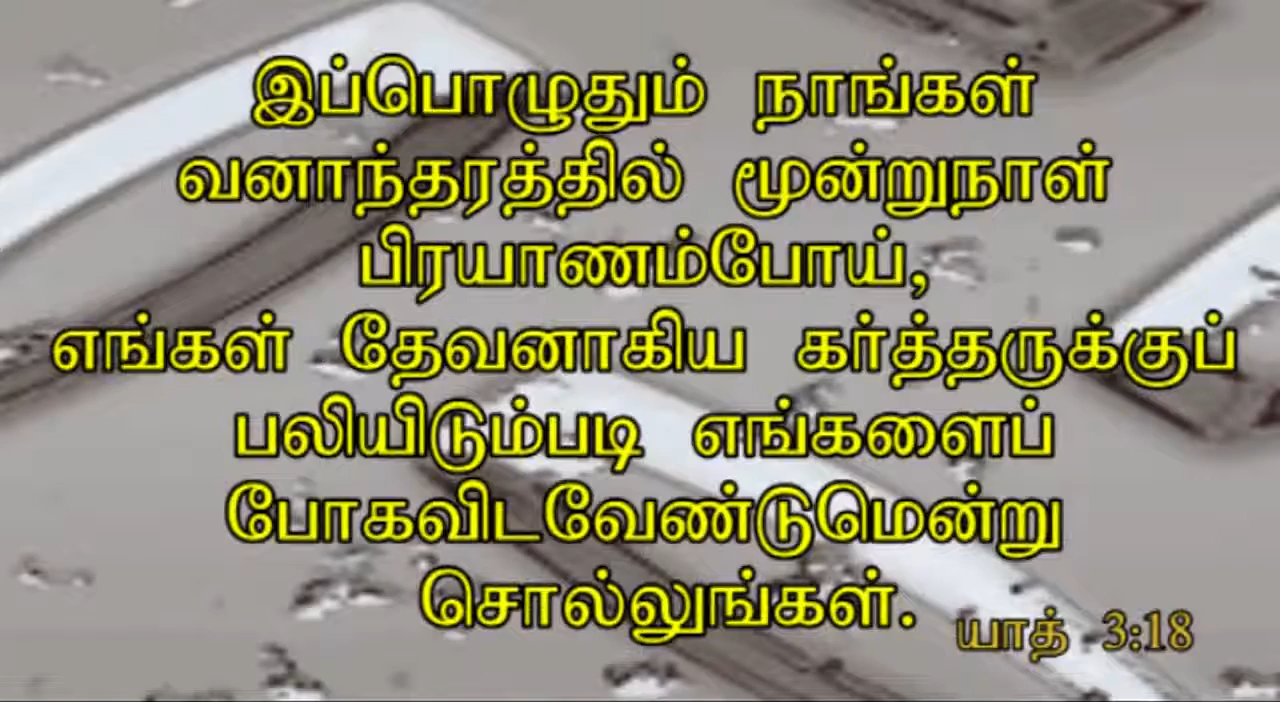 இப்பொழுதும் நாங்கள்
வனாந்தரத்தில் மூன்றுநாள்
பிரயாணம்போய்,
எங்கள் தேவனாகிய கர்த்தருக்குப்
பலியிடும்படி எங்களைப்
போகவிடவேண்டுமென்று
சொல்லுங்கள்.
யாத் 3:18